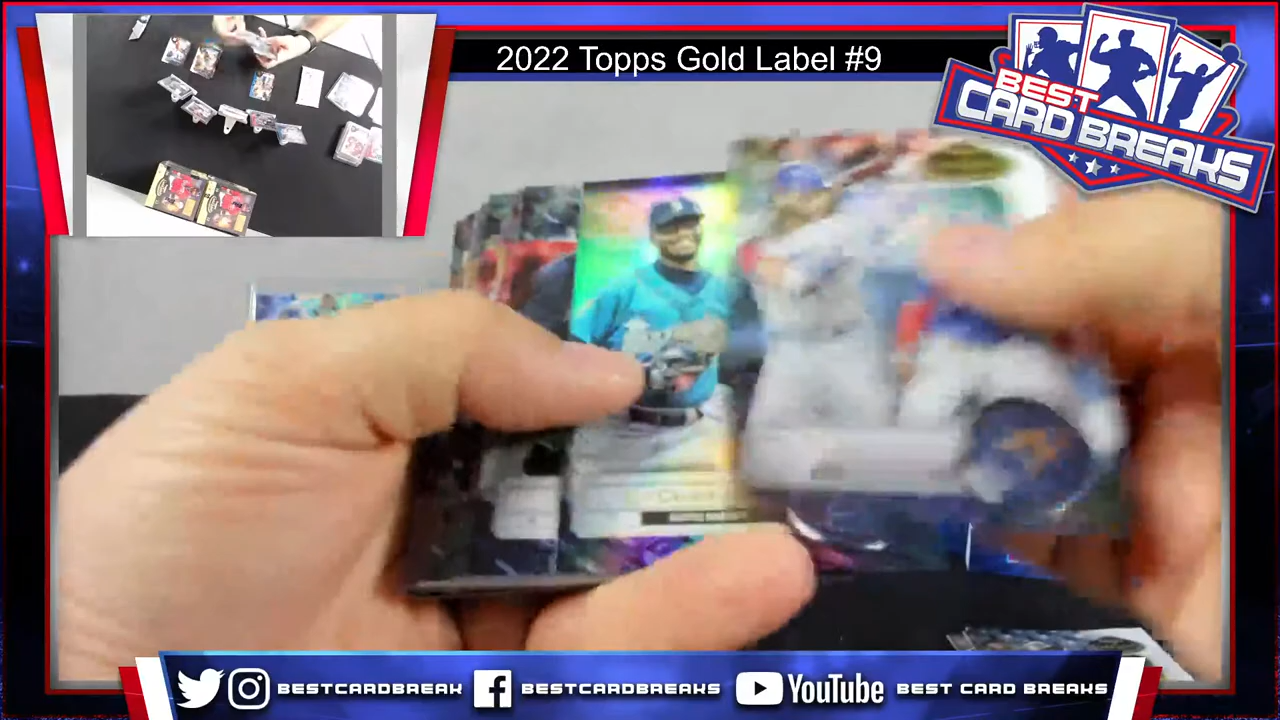 2022 Topps Gold Label #9
BEST
CARD BREAKS
BESTCARDBREAK
BESTCARDBREAKS
YouTube BEST CARD BREAKS